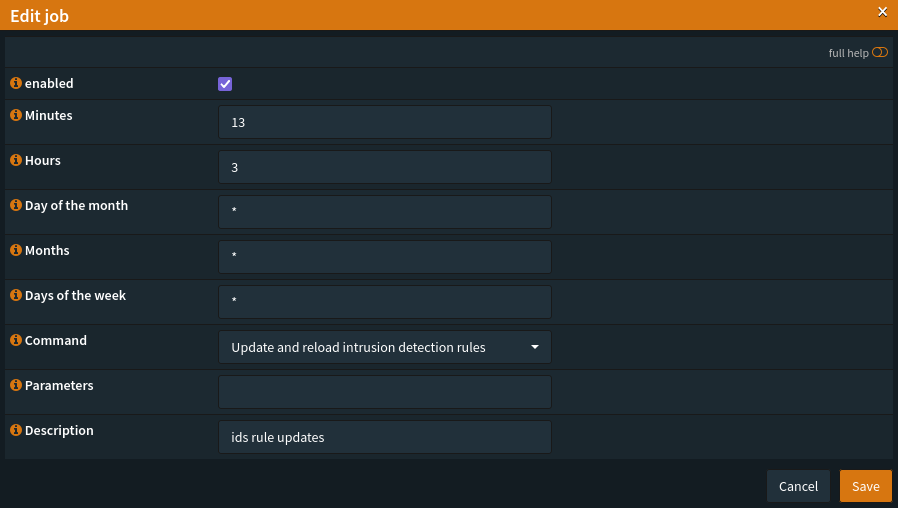 Edit job
×
full help
enabled
Minutes
13
Hours
3
Day of the month
*
Months
*
Days of the week
*
Command
Update and reload intrusion detection rules
Parameters
Description
ids rule updates
Cancel
Save